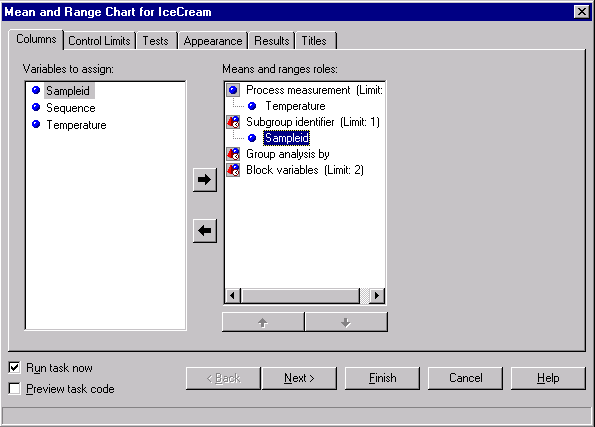 Mean and Range Chart for IceCream
Columns Control Limits Tests Appearance Results Titles
Variables to assign:
Sampleid
Sequence
Temperature
Means and ranges roles:
Process measurement (Limit:
Temperature
Subgroup identifier (Limit: 1)
Sampleid
Group analysis by
Block variables (Limit: 2)
Run task now
Preview task code
< Back Next > Finish Cancel Help